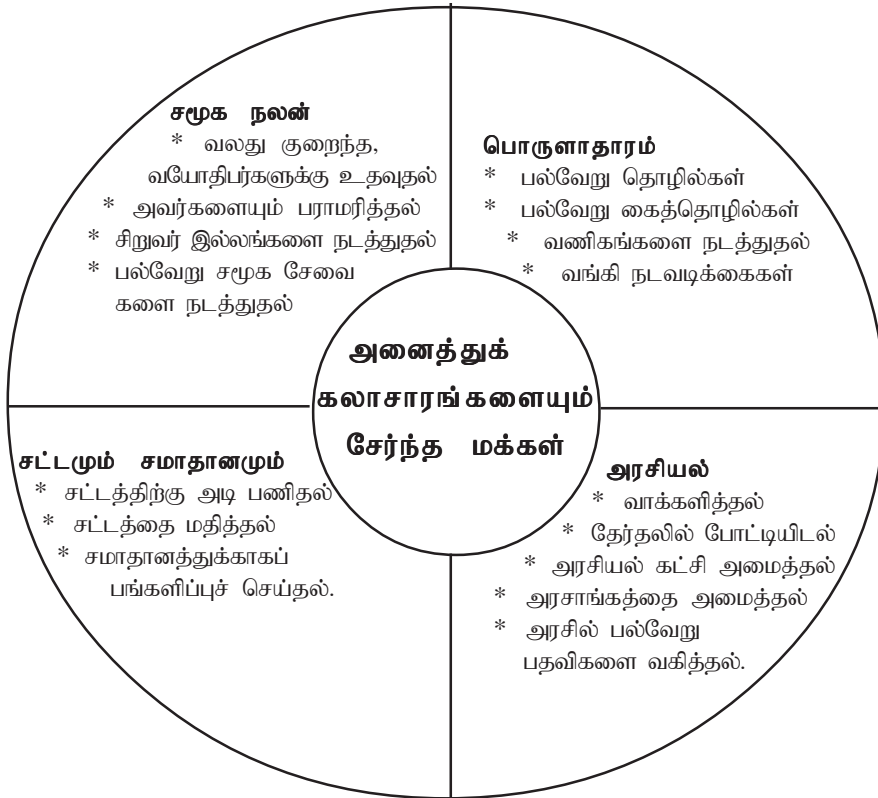 சமூக நலன்
* வலது குறைந்த,
வயோதிபர்களுக்கு உதவுதல்
* அவர்களையும் பராமரித்தல்
* சிறுவர் இல்லங்களை நடத்துதல்
* பல்வேறு சமூக சேவை
களை நடத்துதல்
பொருளாதாரம்
* பல்வேறு தொழில்கள்
* பல்வேறு கைத்தொழில்கள்
* வணிகங்களை நடத்துதல்
* வங்கி நடவடிக்கைகள்
அனைத்துக்
கலாசாரங்களையும்
சேர்ந்த மக்கள்
சட்டமும் சமாதானமும்
* சட்டத்திற்கு அடி பணிதல்
* சட்டத்தை மதித்தல்
* சமாதானத்துக்காகப்
பங்களிப்புச் செய்தல்.
அரசியல்
* வாக்களித்தல்
* தேர்தலில் போட்டியிடல்
* அரசியல் கட்சி அமைத்தல்
* அரசாங்கத்தை அமைத்தல்
* அரசில் பல்வேறு
பதவிகளை வகித்தல்.